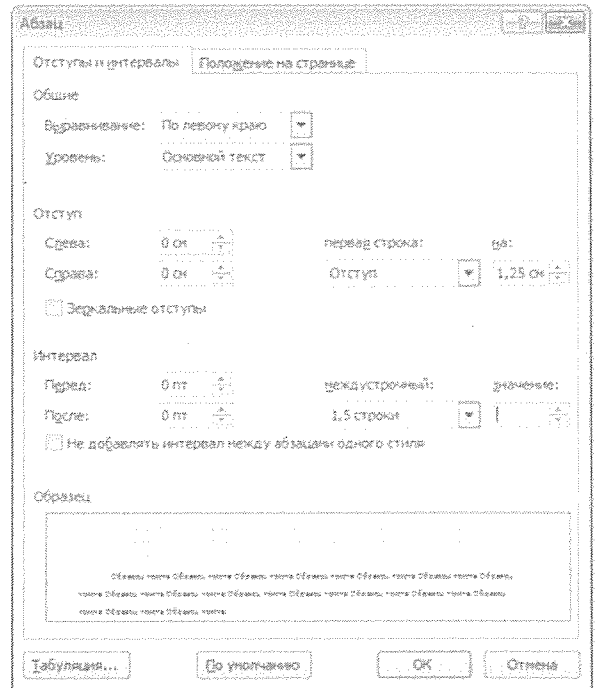 Абзац
Отступы и интервалы Положение на странице
Общие
Выравнивание: По левому краю
Уровень: Основной текст
Отступ
Слева: 0 см первая строка: на:
Справа: 0 см Отступ 1,25 см
Зеркальные отступы
Интервал
Перед: 0 пт междустрочный: значение:
После: 0 пт 1,5 строки
Не добавлять интервал между абзацами одного стиля
Образец
Табуляция... По умолчанию ОК Отмена